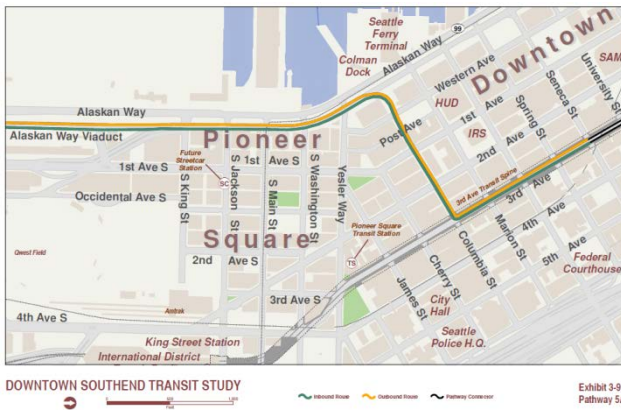 Seattle
Ferry
Terminal
Colman
Dock
Alaskan Way
99
Downtown
Western Ave
SAM
HUD
1st Ave
Seneca St
University St
Spring St
Alaskan Way
Alaskan Way Viaduct
Pioneer
Post Ave
IRS
2nd Ave
Future
Streetcar
Station
SC
1st Ave S
1st Ave S
S Jackson St
S Main St
S Washington St
Yesler Way
3rd Ave Transit Spine
3rd Ave
Occidental Ave S
S King St
Pioneer Square
Transit Station
TS
Marion St
4th Ave
Columbia St
5th Ave
Qwest Field
Square
2nd Ave S
Cherry St
James St
Federal
Courthouse
City
Hall
Amtrak
3rd Ave S
4th Ave S
Seattle
Police H.Q.
King Street Station
International District
DOWNTOWN SOUTHEND TRANSIT STUDY
Inbound Route
Outbound Route
Pathway Connector
Exhibit 3-9
Pathway 5